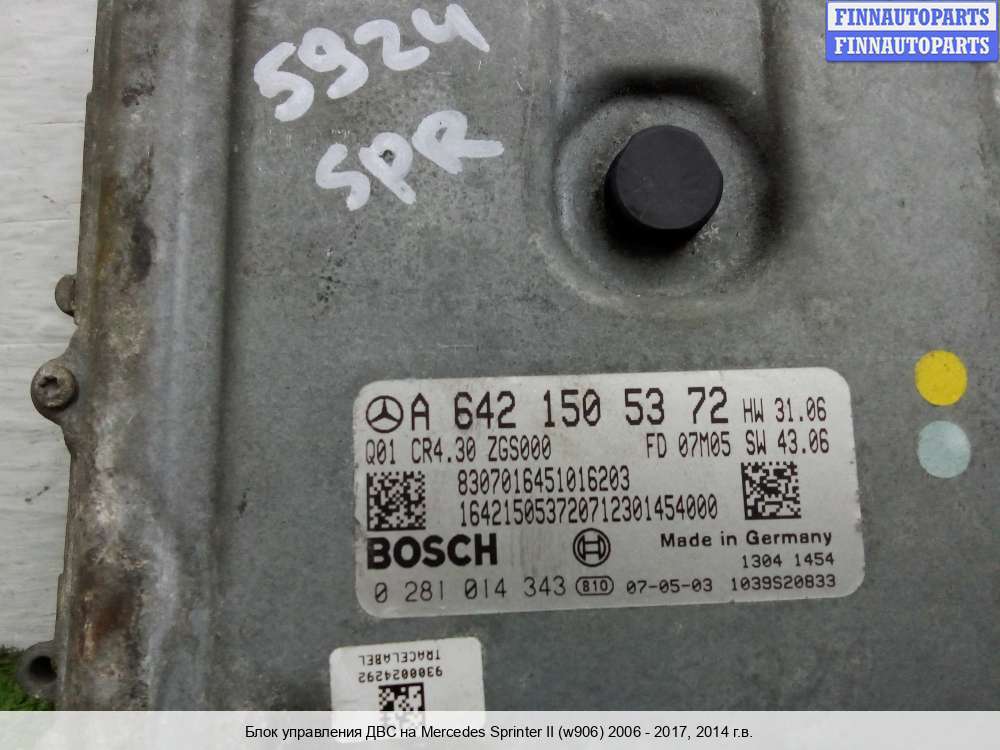 FINNAUTOPARTS
FINNAUTOPARTS
5924
SPR
A 642 150 53 72 HW 31.06
Q01 CR4.30 ZGS000 FD 07M05 SW 43.06
8307016451016203
164215053720712301454000
BOSCH Made in Germany
1304 1454
0 281 014 343 810 07-05-03 1039S20833
TRACELABEL
9300024292
Блок управления ДВС на Mercedes Sprinter II (w906) 2006 - 2017, 2014 г.в.